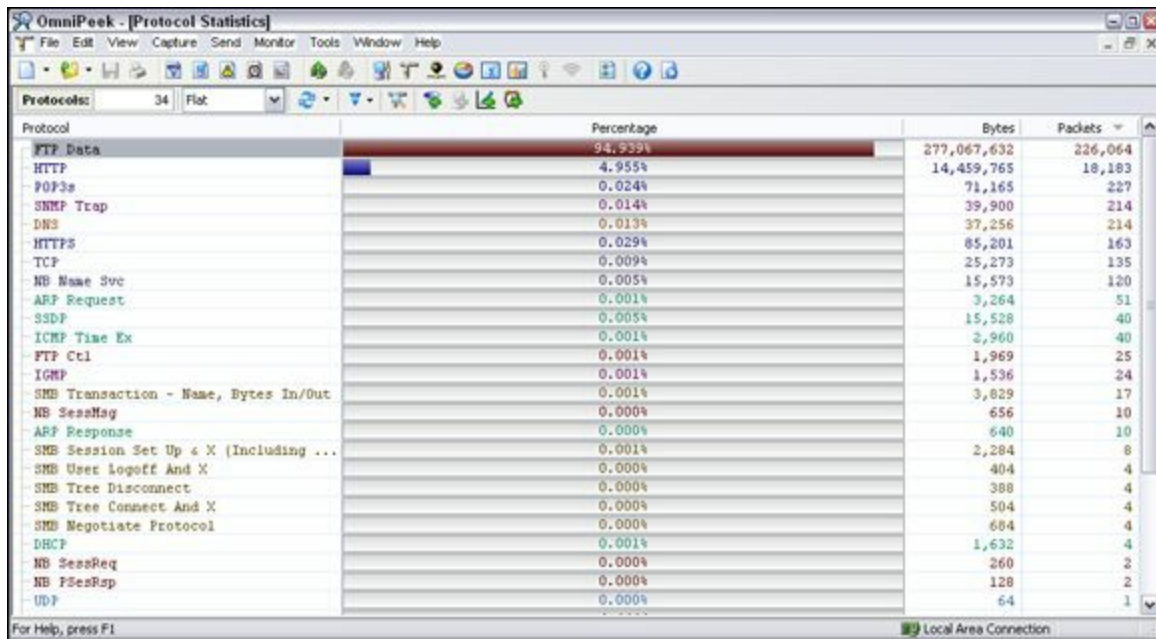 OmniPeek - [Protocol Statistics]
File Edit View Capture Send Monitor Tools Window Help
Protocols: 34 Flat
Protocol Percentage Bytes Packets
FTP Data 94.939% 277,067,632 226,064
HTTP 4.955% 14,459,765 18,183
POP3s 0.024% 71,165 227
SNMP Trap 0.014% 39,900 214
DNS 0.013% 37,256 214
HTTPS 0.029% 85,201 163
TCP 0.009% 25,273 135
NB Name Svc 0.005% 15,573 120
ARP Request 0.001% 3,264 51
SSDP 0.005% 15,528 40
ICMP Time Ex 0.001% 2,960 40
FTP Ctl 0.001% 1,969 25
IGMP 0.001% 1,536 24
SMB Transaction - Name, Bytes In/Out 0.001% 3,829 17
NB SessMsg 0.000% 656 10
ARP Response 0.000% 640 10
SMB Session Set Up & X (Including ... 0.001% 2,284 8
SMB User Logoff And X 0.000% 404 4
SMB Tree Disconnect 0.000% 388 4
SMB Tree Connect And X 0.000% 504 4
SMB Negotiate Protocol 0.000% 684 4
DHCP 0.001% 1,632 4
NB SessReq 0.000% 260 2
NB PSesRsp 0.000% 128 2
UDP 0.000% 64 1
For Help, press F1 Local Area Connection